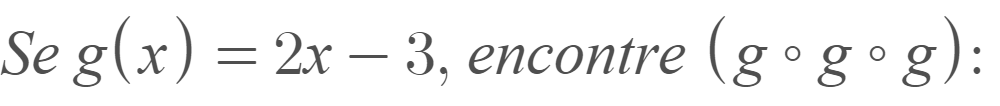 Se g(x) = 2x − 3, encontre (g ∘ g ∘ g):